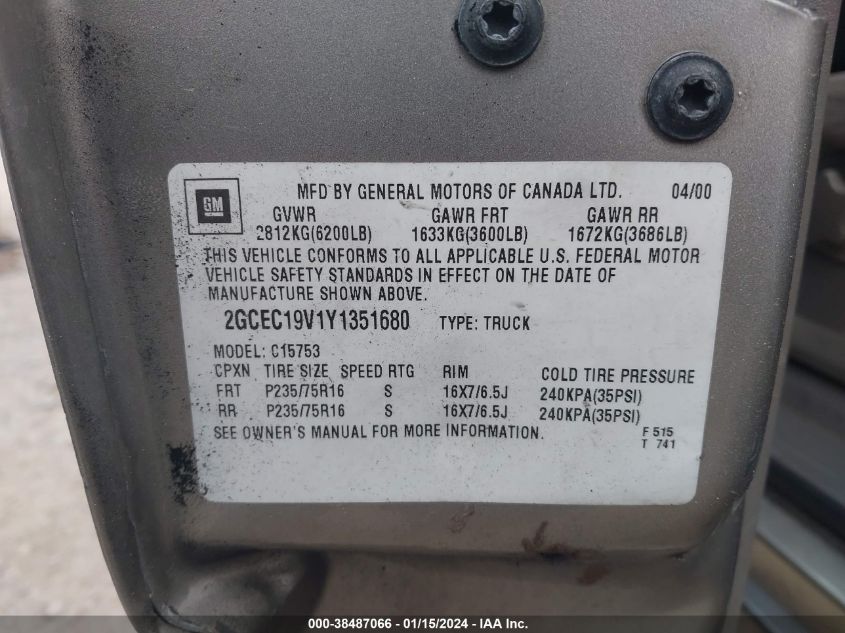 GM
MFD BY GENERAL MOTORS OF CANADA LTD. 04/00
GVWR GAWR FRT GAWR RR
2812KG(6200LB) 1633KG(3600LB) 1672KG(3686LB)
THIS VEHICLE CONFORMS TO ALL APPLICABLE U.S. FEDERAL MOTOR
VEHICLE SAFETY STANDARDS IN EFFECT ON THE DATE OF
MANUFACTURE SHOWN ABOVE.
2GCEC19V1Y1351680 TYPE: TRUCK
MODEL: C15753
CPXN TIRE SIZE SPEED RTG RIM COLD TIRE PRESSURE
FRT P235/75R16 S 16X7/6.5J 240KPA(35PSI)
RR P235/75R16 S 16X7/6.5J 240KPA(35PSI)
SEE OWNER'S MANUAL FOR MORE INFORMATION. F 515
T 741
000-38487066 - 01/15/2024 - IAA Inc.